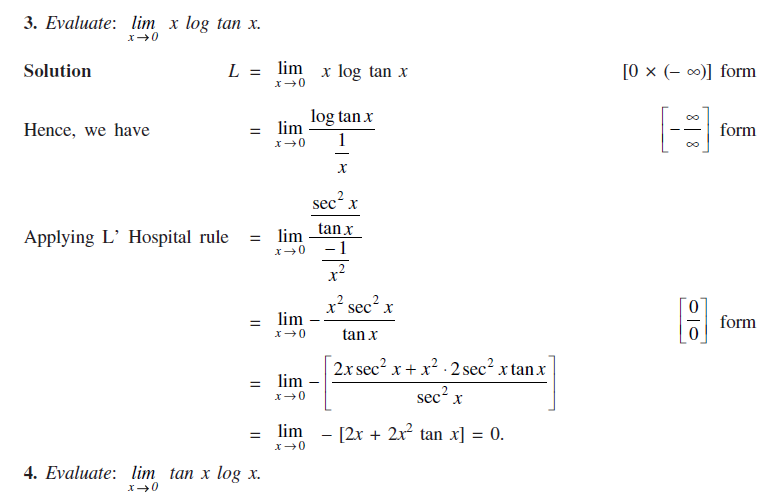 3. Evaluate: lim x→0 x log tan x.
Solution L = lim x→0 x log tan x [0 × (– ∞)] form
Hence, we have = lim x→0 (log tan x)/(1/x) [–∞/∞] form
Applying L’ Hospital rule = lim x→0 (sec² x/tan x)/(–1/x²)
= lim x→0 – (x² sec² x)/(tan x) [0/0] form
= lim x→0 – [(2x sec² x + x² · 2 sec² x tan x)/(sec² x)]
= lim x→0 – [2x + 2x² tan x] = 0.
4. Evaluate: lim x→0 tan x log x.